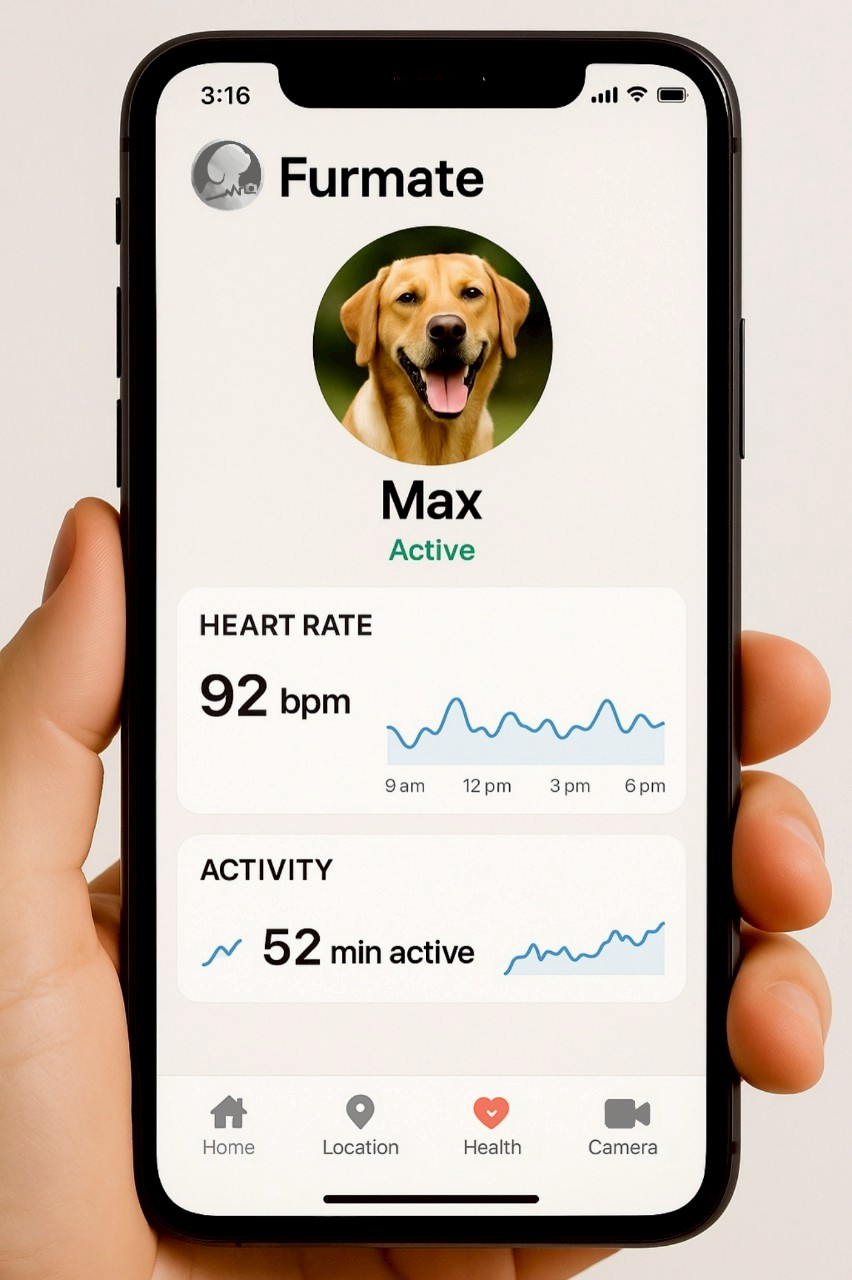 3:16
Furmate
Max
Active
HEART RATE
92 bpm
9 am 12 pm 3 pm 6 pm
ACTIVITY
52 min active
Home Location Health Camera